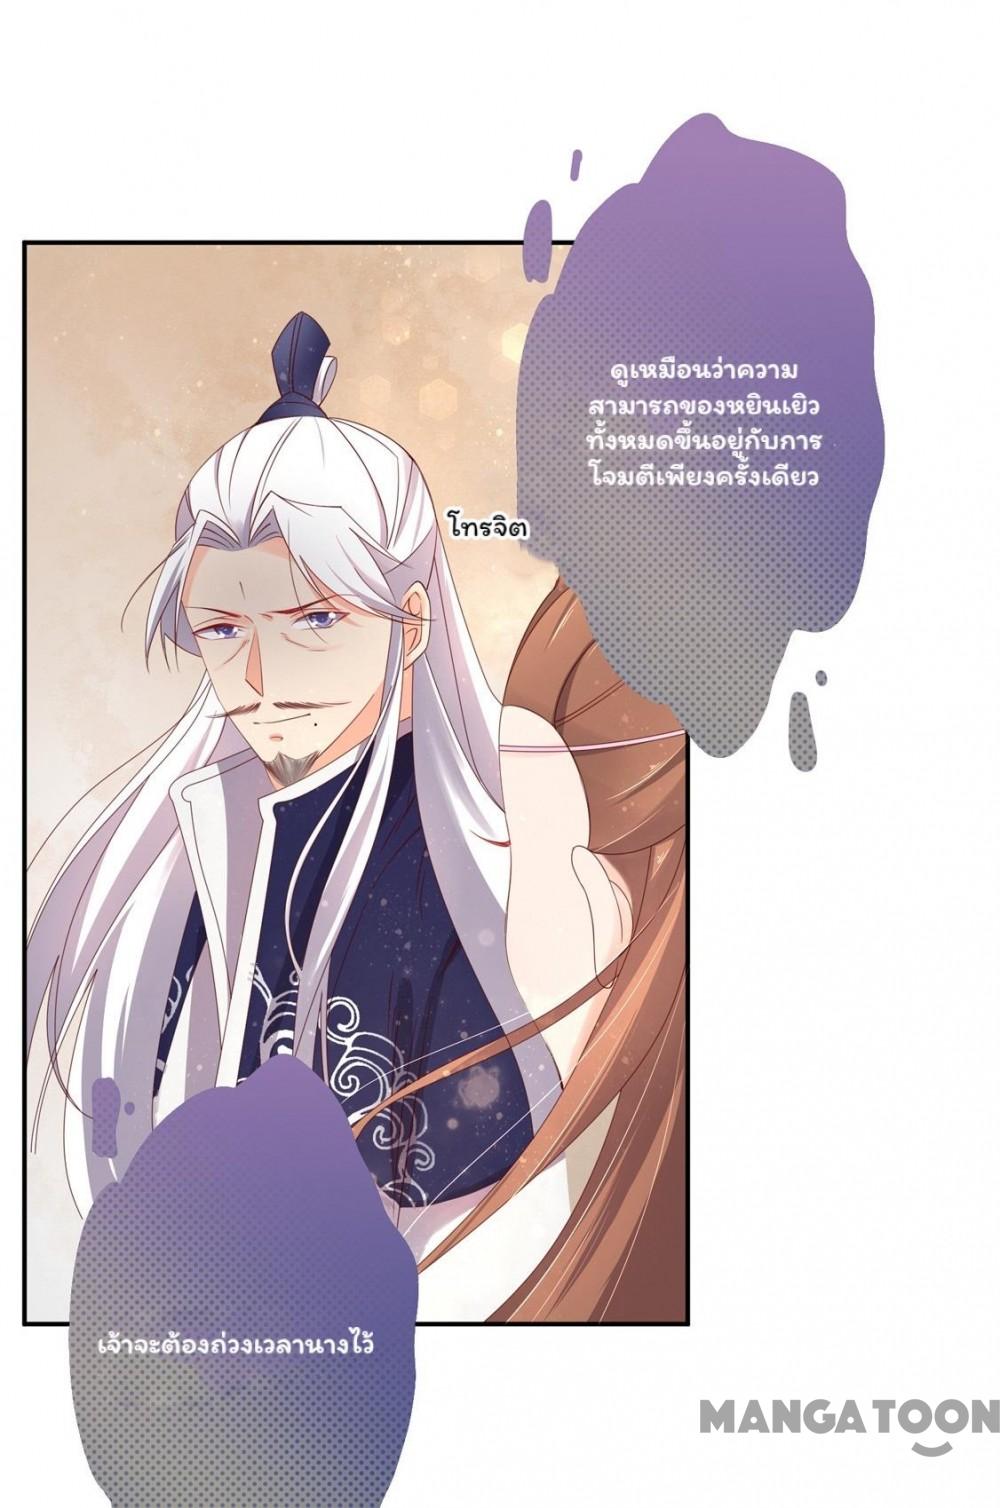 ดูเหมือนว่าความ
สามารถของหยินเยิว
ทั้งหมดขึ้นอยู่กับการ
โจมตีเพียงครั้งเดียว
โทรจิต
เจ้าจะต้องถ่วงเวลานางไว้
MANGATOON